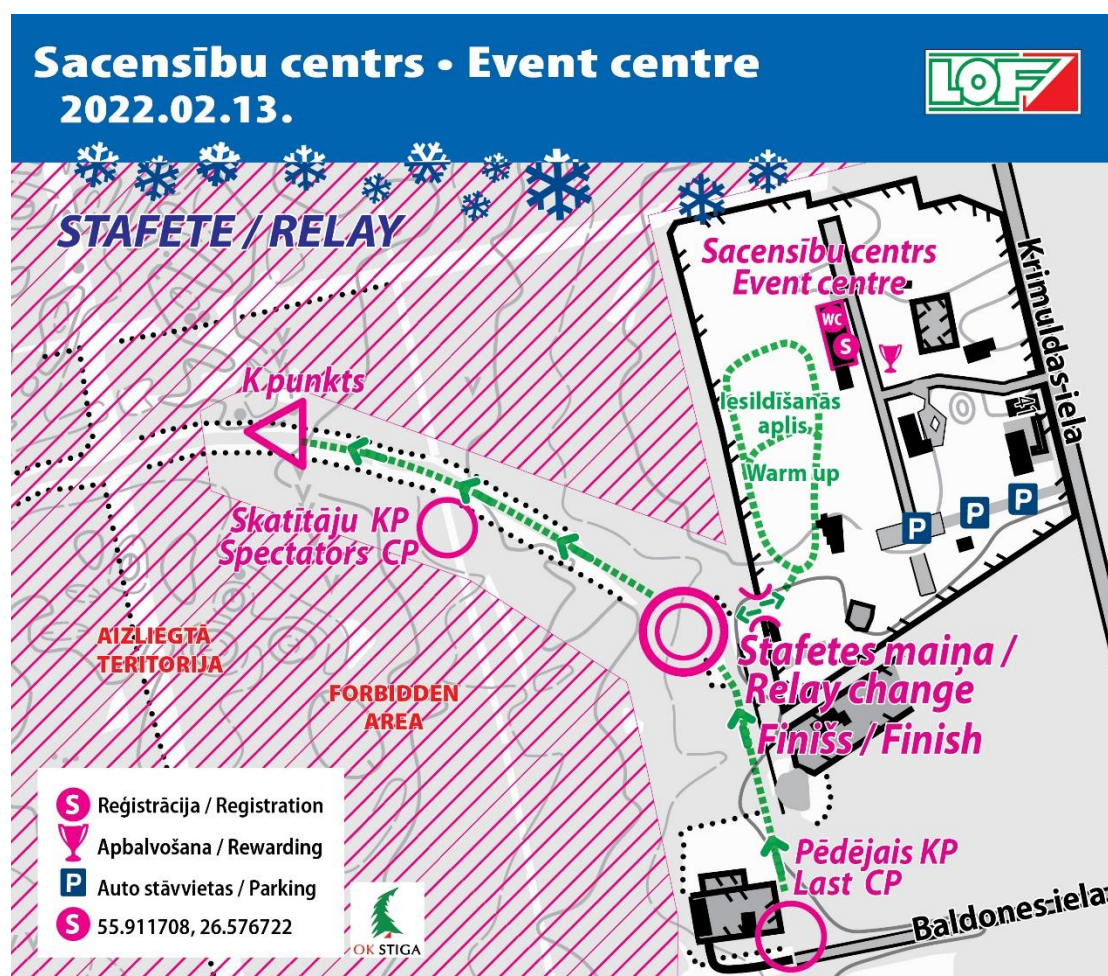 Sacensību centrs • Event centre
2022.02.13.
LOF
STAFETE / RELAY
Sacensību centrs
Event centre
Krimuldas iela
WC
S
K.punkts
Iesildīšanās
aplis,
Warm up
41
P
P
P
Skatītāju KP
Spectators CP
AIZLIEGTĀ
TERITORIJA
FORBIDDEN
AREA
Stafetes maiņa /
Relay change
Finišs / Finish
S Reģistrācija / Registration
Apbalvošana / Rewarding
P Auto stāvvietas / Parking
S 55.911708, 26.576722
OK STIGA
Pēdējais KP
Last CP
Baldones iela